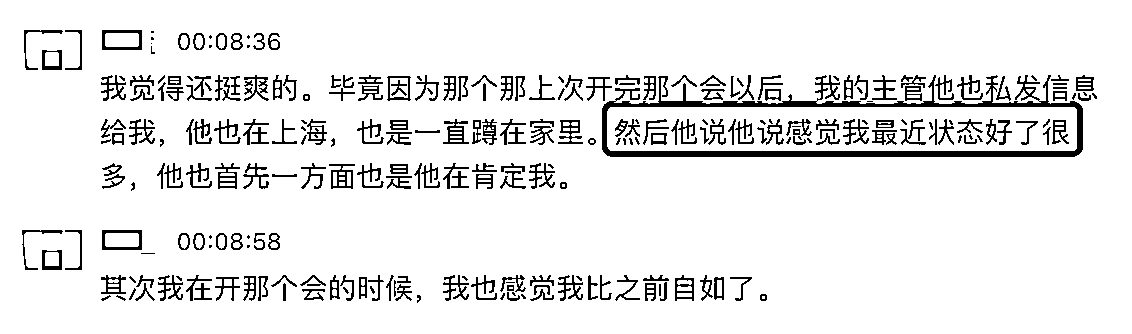 00:08:36
我觉得还挺爽的。毕竟因为那个那上次开完那个会以后，我的主管他也私发信息
给我，他也在上海，也是一直蹲在家里。然后他说他说感觉我最近状态好了很
多，他也首先一方面也是他在肯定我。
00:08:58
其次我在开那个会的时候，我也感觉我比之前自如了。